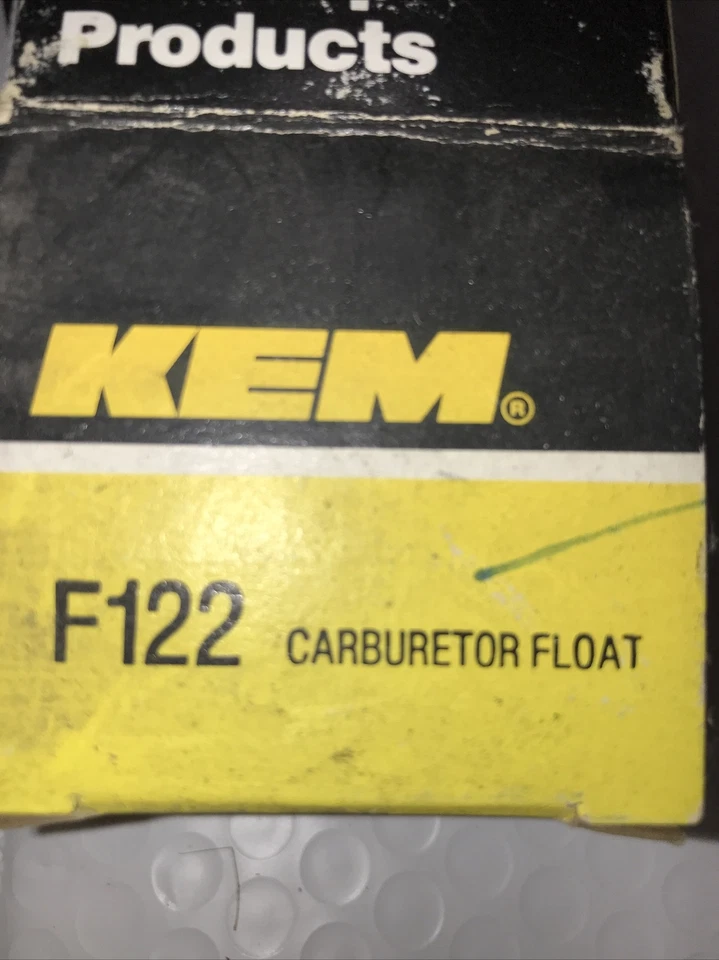 Products
KEM®
F122 CARBURETOR FLOAT